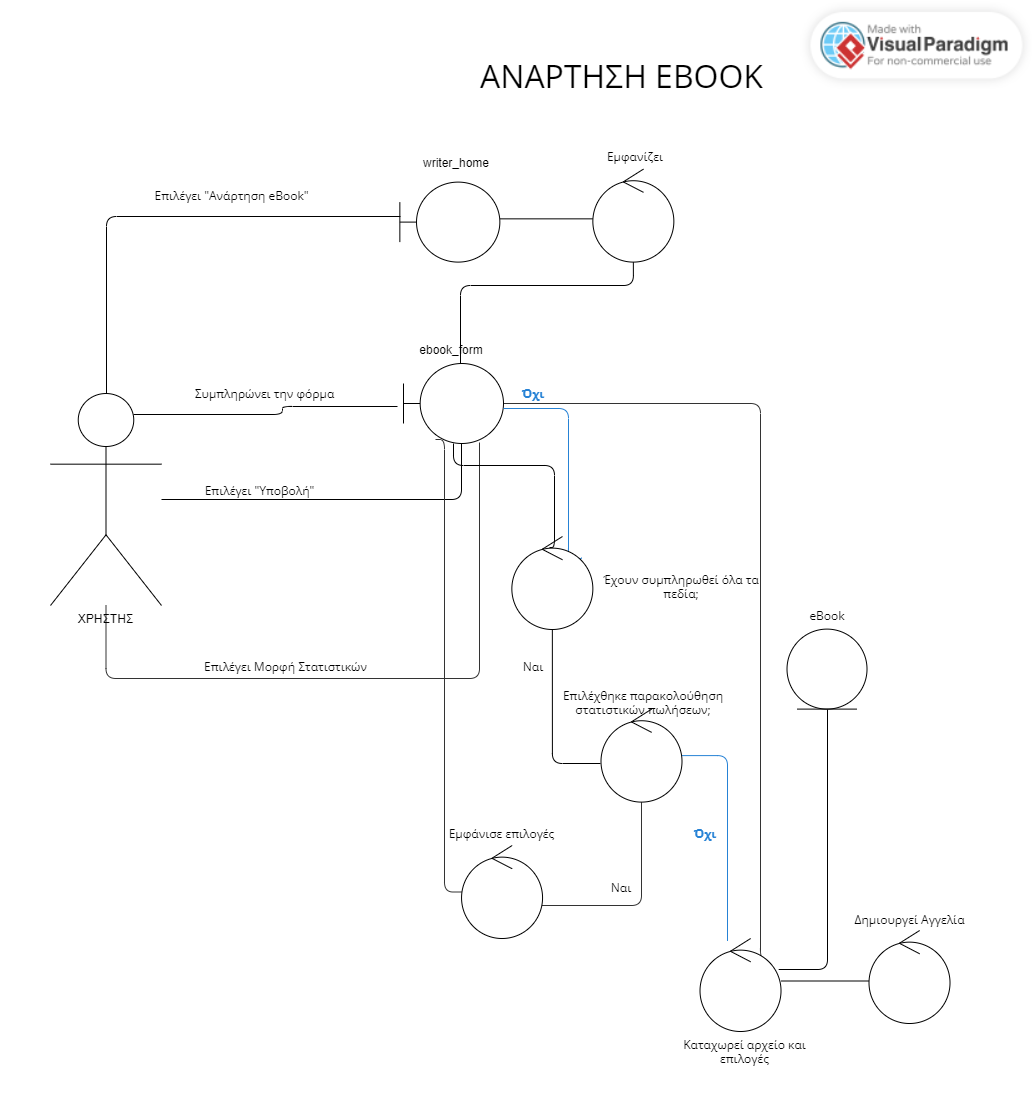 Made with
Visual Paradigm
For non-commercial use
ΑΝΑΡΤΗΣΗ EBOOK
Εμφανίζει
writer_home
Επιλέγει "Ανάρτηση eBook"
ebook_form
Συμπληρώνει την φόρμα
Όχι
Επιλέγει "Υποβολή"
Έχουν συμπληρωθεί όλα τα
πεδία;
ΧΡΗΣΤΗΣ
eBook
Επιλέγει Μορφή Στατιστικών
Ναι
Επιλέχθηκε παρακολούθηση
στατιστικών πωλήσεων;
Εμφάνισε επιλογές
Όχι
Ναι
Δημιουργεί Αγγελία
Καταχωρεί αρχείο και
επιλογές